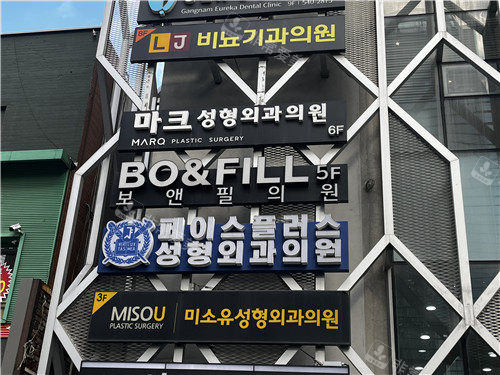 Gangnam Eureka Dental Clinic 9F
8F LJ 비뇨기과의원
마크 성형외과의원
MARQ PLASTIC SURGERY 6F
BO&FILL 5F
보앤필의원
페이스플러스
성형외과의원
3F
MISOU 미소유성형외과의원
PLASTIC SURGERY